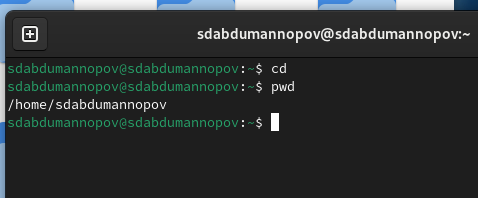 sdabdumannopov@sdabdumannopov:~
sdabdumannopov@sdabdumannopov:~$ cd
sdabdumannopov@sdabdumannopov:~$ pwd
/home/sdabdumannopov
sdabdumannopov@sdabdumannopov:~$